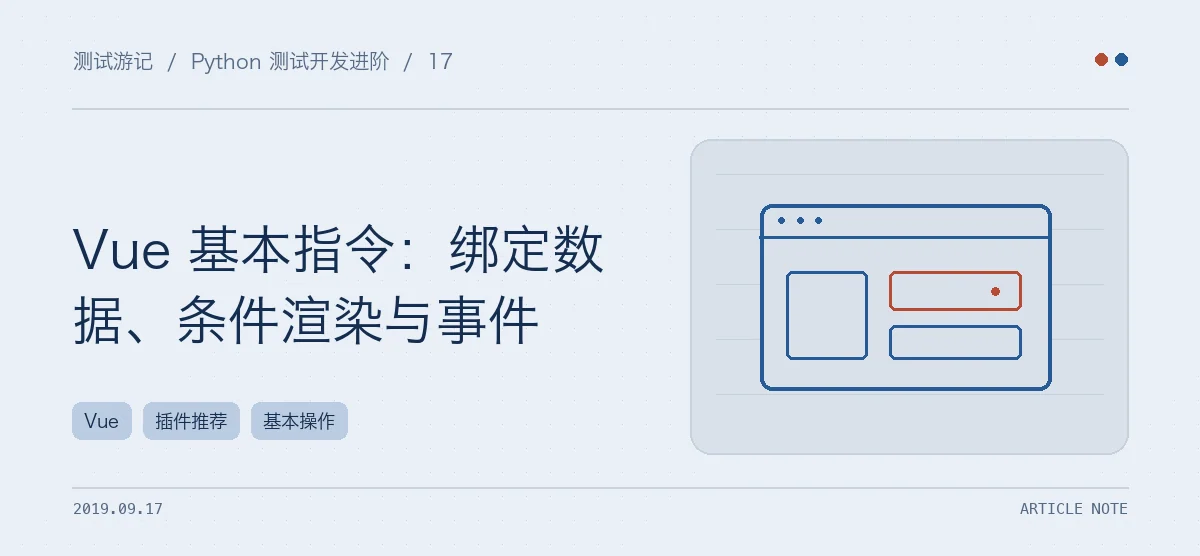 测试游记 / Python 测试开发进阶 / 17
Vue 基本指令：绑定数
据、条件渲染与事件
Vue 插件推荐 基本操作
2019.09.17 ARTICLE NOTE